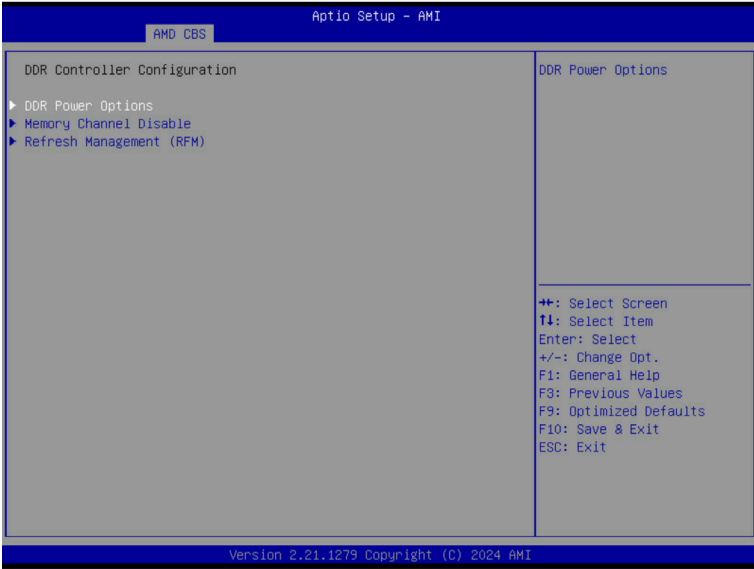 Aptio Setup - AMI
AMD CBS
DDR Controller Configuration
DDR Power Options
Memory Channel Disable
Refresh Management (RFM)
DDR Power Options
→←: Select Screen
↑↓: Select Item
Enter: Select
+/-: Change Opt.
F1: General Help
F3: Previous Values
F9: Optimized Defaults
F10: Save & Exit
ESC: Exit
Version 2.21.1279 Copyright (C) 2024 AMI